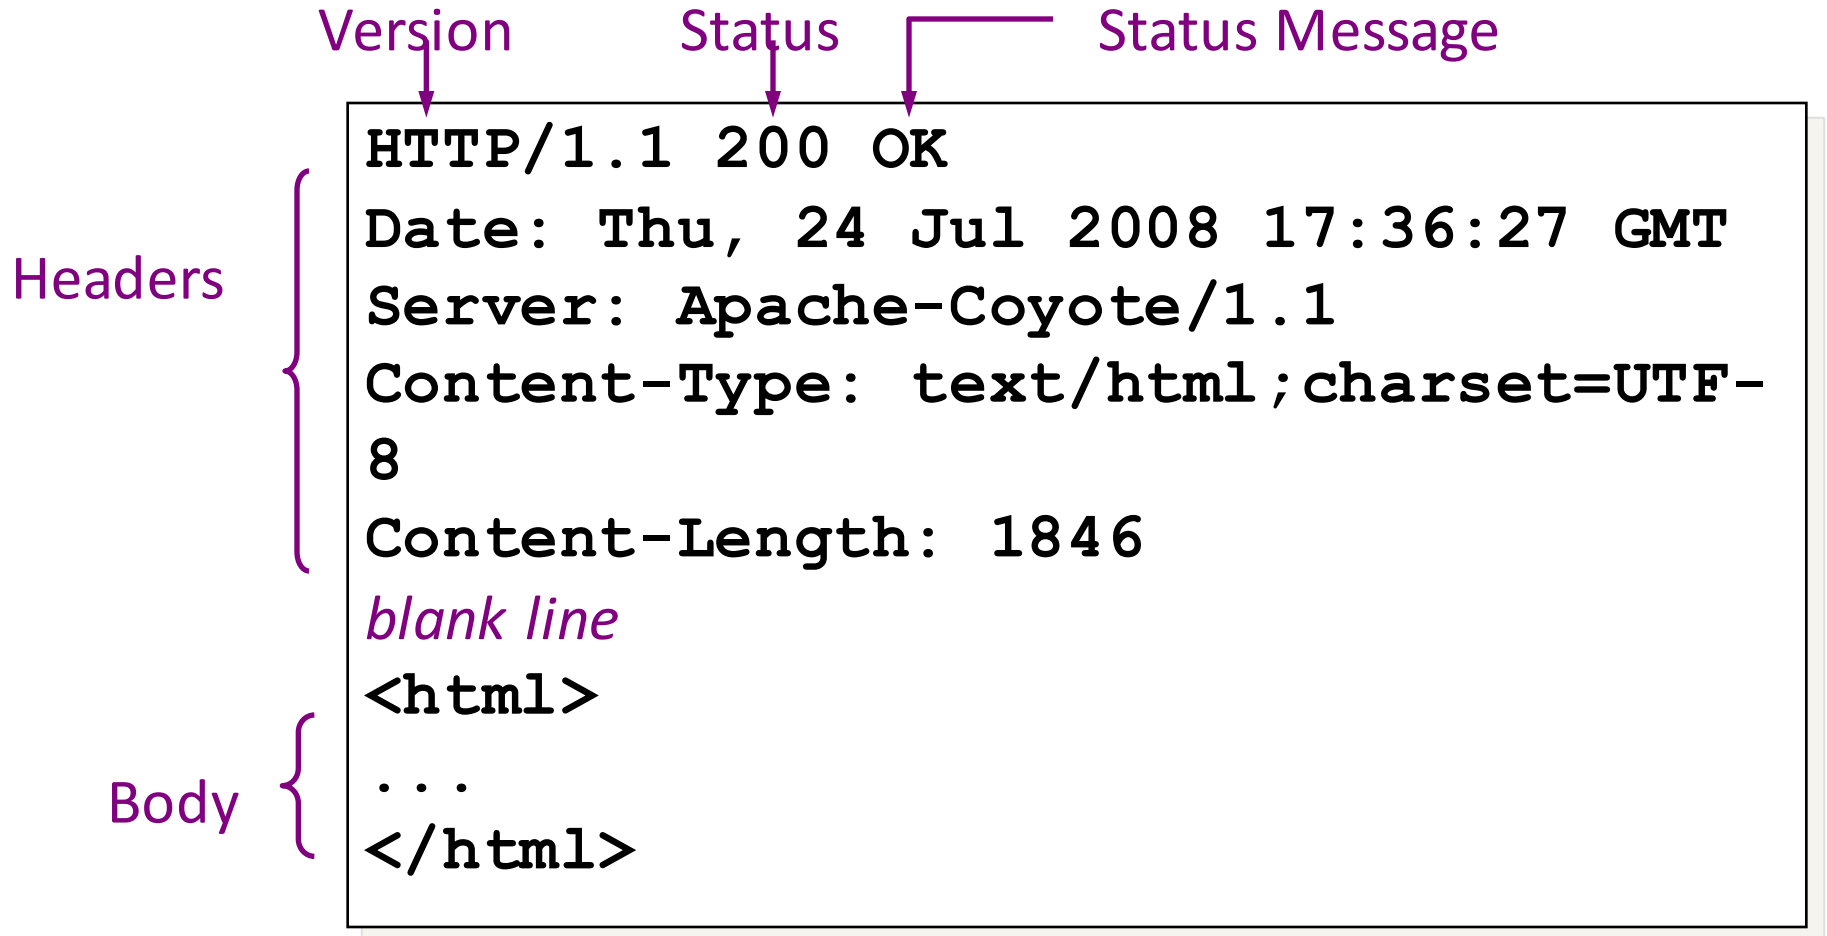 Version Status Status Message
HTTP/1.1 200 OK
Date: Thu, 24 Jul 2008 17:36:27 GMT
Headers
Server: Apache-Coyote/1.1
Content-Type: text/html;charset=UTF-
8
Content-Length: 1846
blank line
<html>
...
Body
</html>